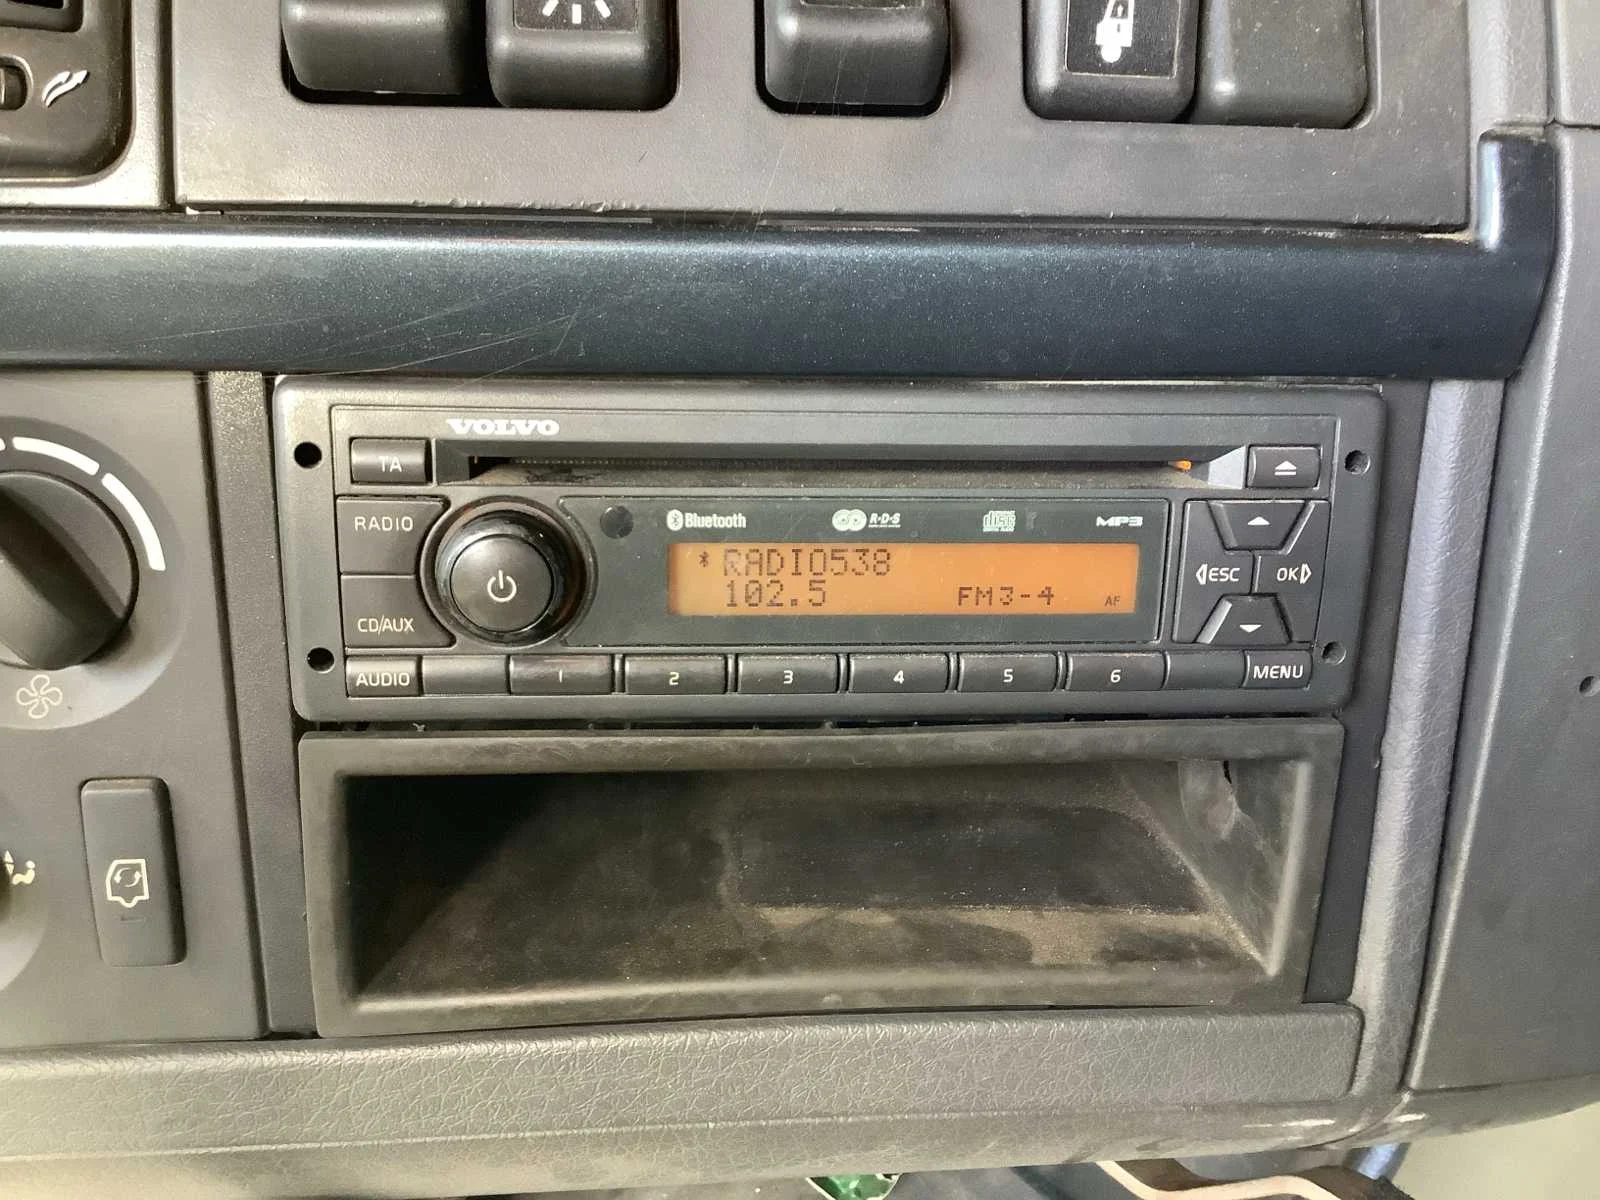 VOLVO
TA
RADIO
Bluetooth
R·D·S
disc
MP3
RADIO538
102.5 FM3-4 AF
ESC OK
CD/AUX
AUDIO 1 2 3 4 5 6 MENU